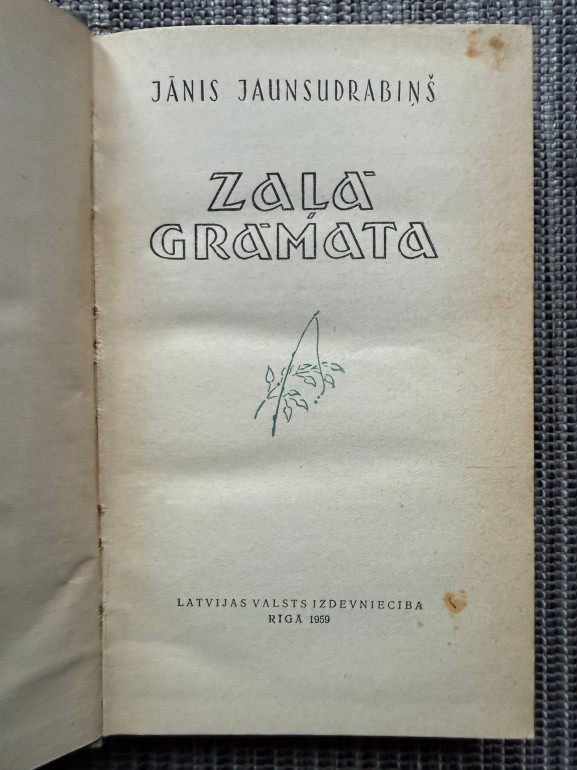 JĀNIS JAUNSUDRABIŅŠ
ZAĻĀ
GRĀMATA
LATVIJAS VALSTS IZDEVNIECĪBA
RĪGĀ 1959